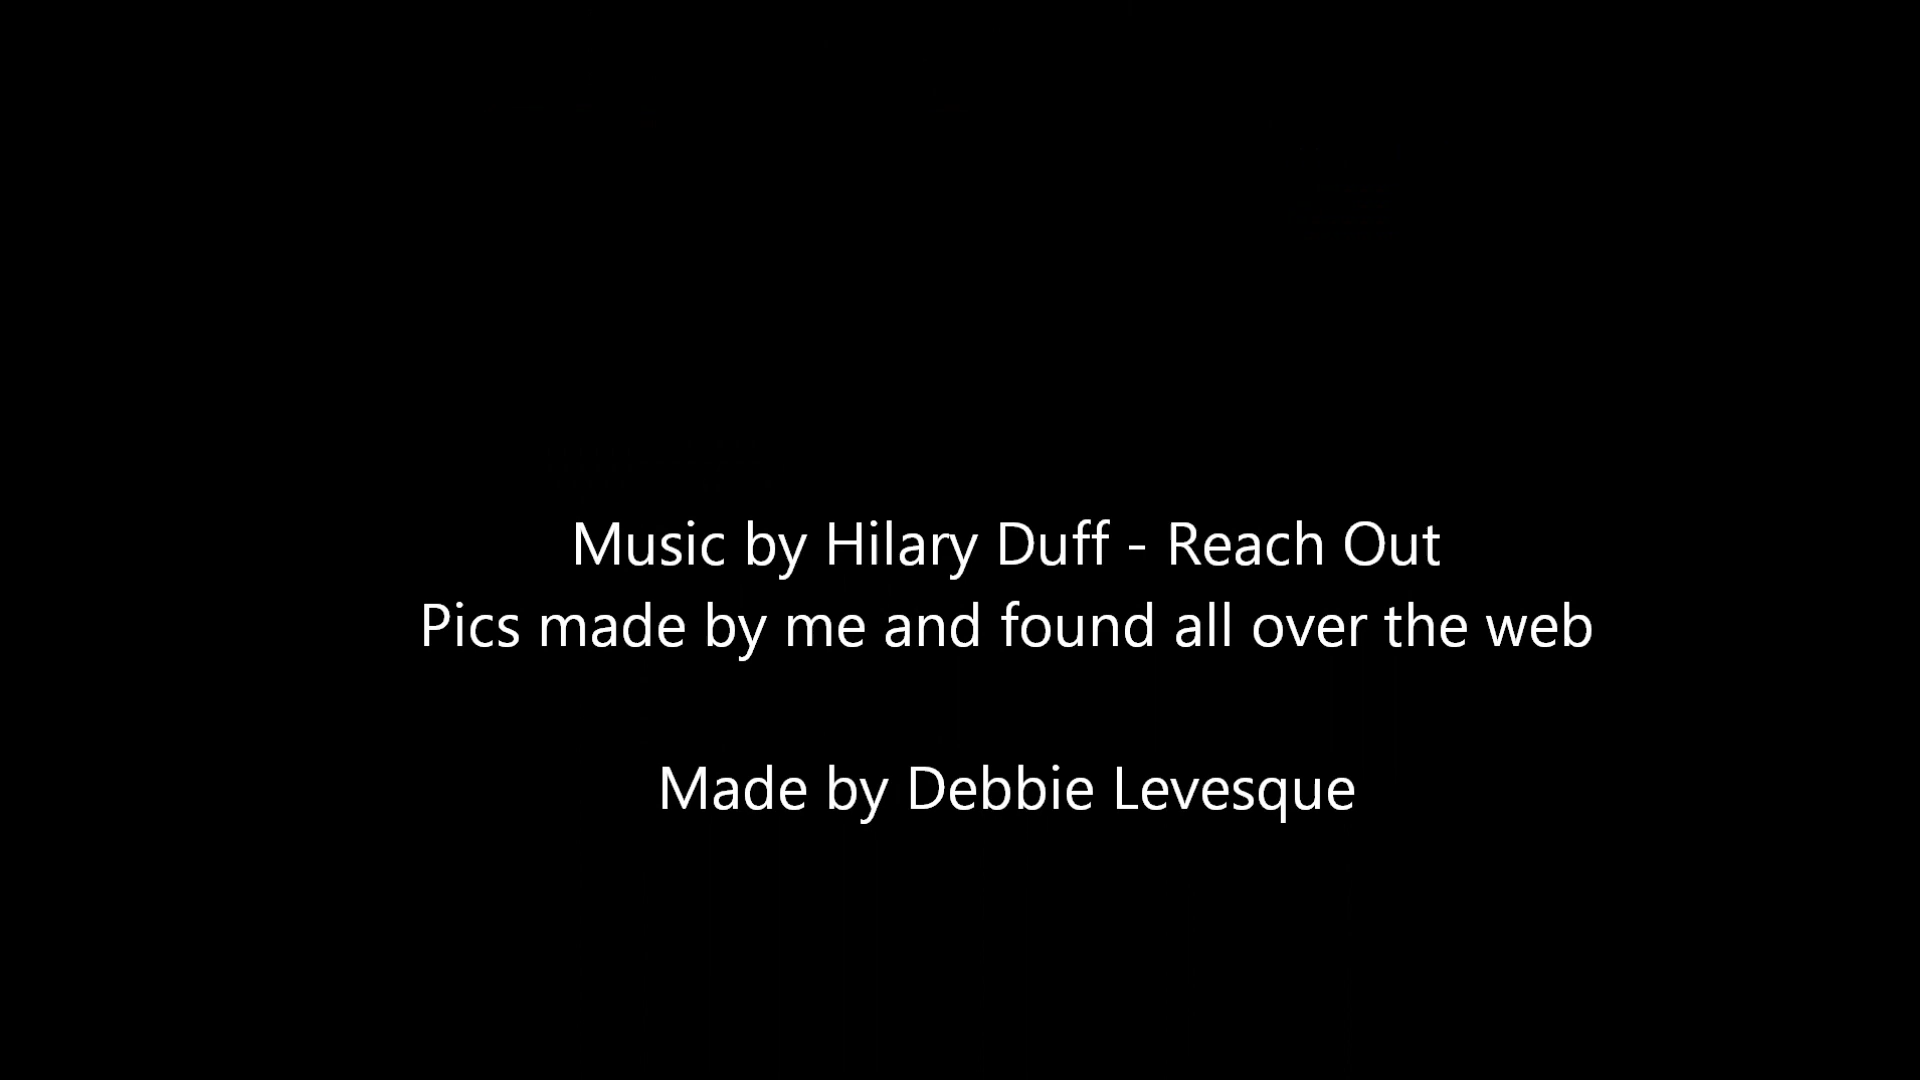 Music by Hilary Duff - Reach Out
Pics made by me and found all over the web
Made by Debbie Levesque